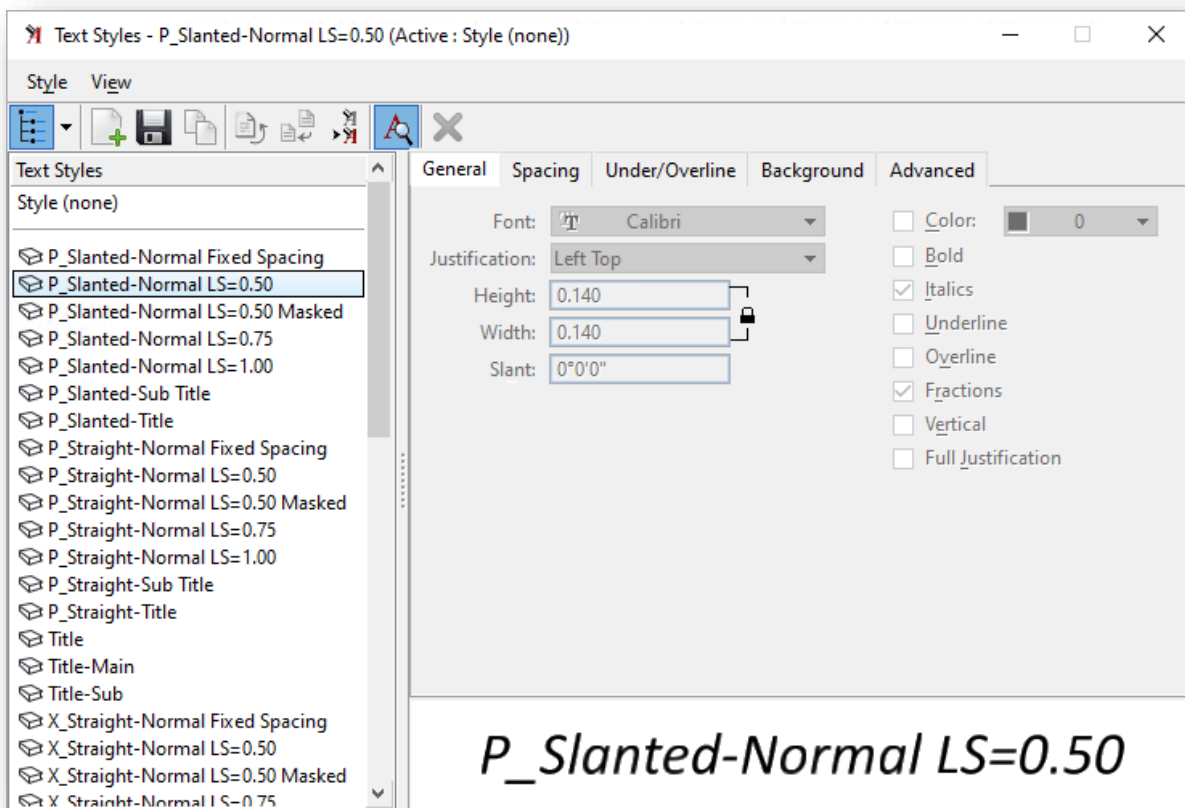 Text Styles - P_Slanted-Normal LS=0.50 (Active : Style (none))
Style View
Text Styles
Style (none)
P_Slanted-Normal Fixed Spacing
P_Slanted-Normal LS=0.50
P_Slanted-Normal LS=0.50 Masked
P_Slanted-Normal LS=0.75
P_Slanted-Normal LS=1.00
P_Slanted-Sub Title
P_Slanted-Title
P_Straight-Normal Fixed Spacing
P_Straight-Normal LS=0.50
P_Straight-Normal LS=0.50 Masked
P_Straight-Normal LS=0.75
P_Straight-Normal LS=1.00
P_Straight-Sub Title
P_Straight-Title
Title
Title-Main
Title-Sub
X_Straight-Normal Fixed Spacing
X_Straight-Normal LS=0.50
X_Straight-Normal LS=0.50 Masked
X_Straight-Normal LS=0.75
General Spacing Under/Overline Background Advanced
Font: Calibri
Justification: Left Top
Height: 0.140
Width: 0.140
Slant: 0°0'0"
Color: 0
Bold
Italics
Underline
Overline
Fractions
Vertical
Full Justification
P_Slanted-Normal LS=0.50